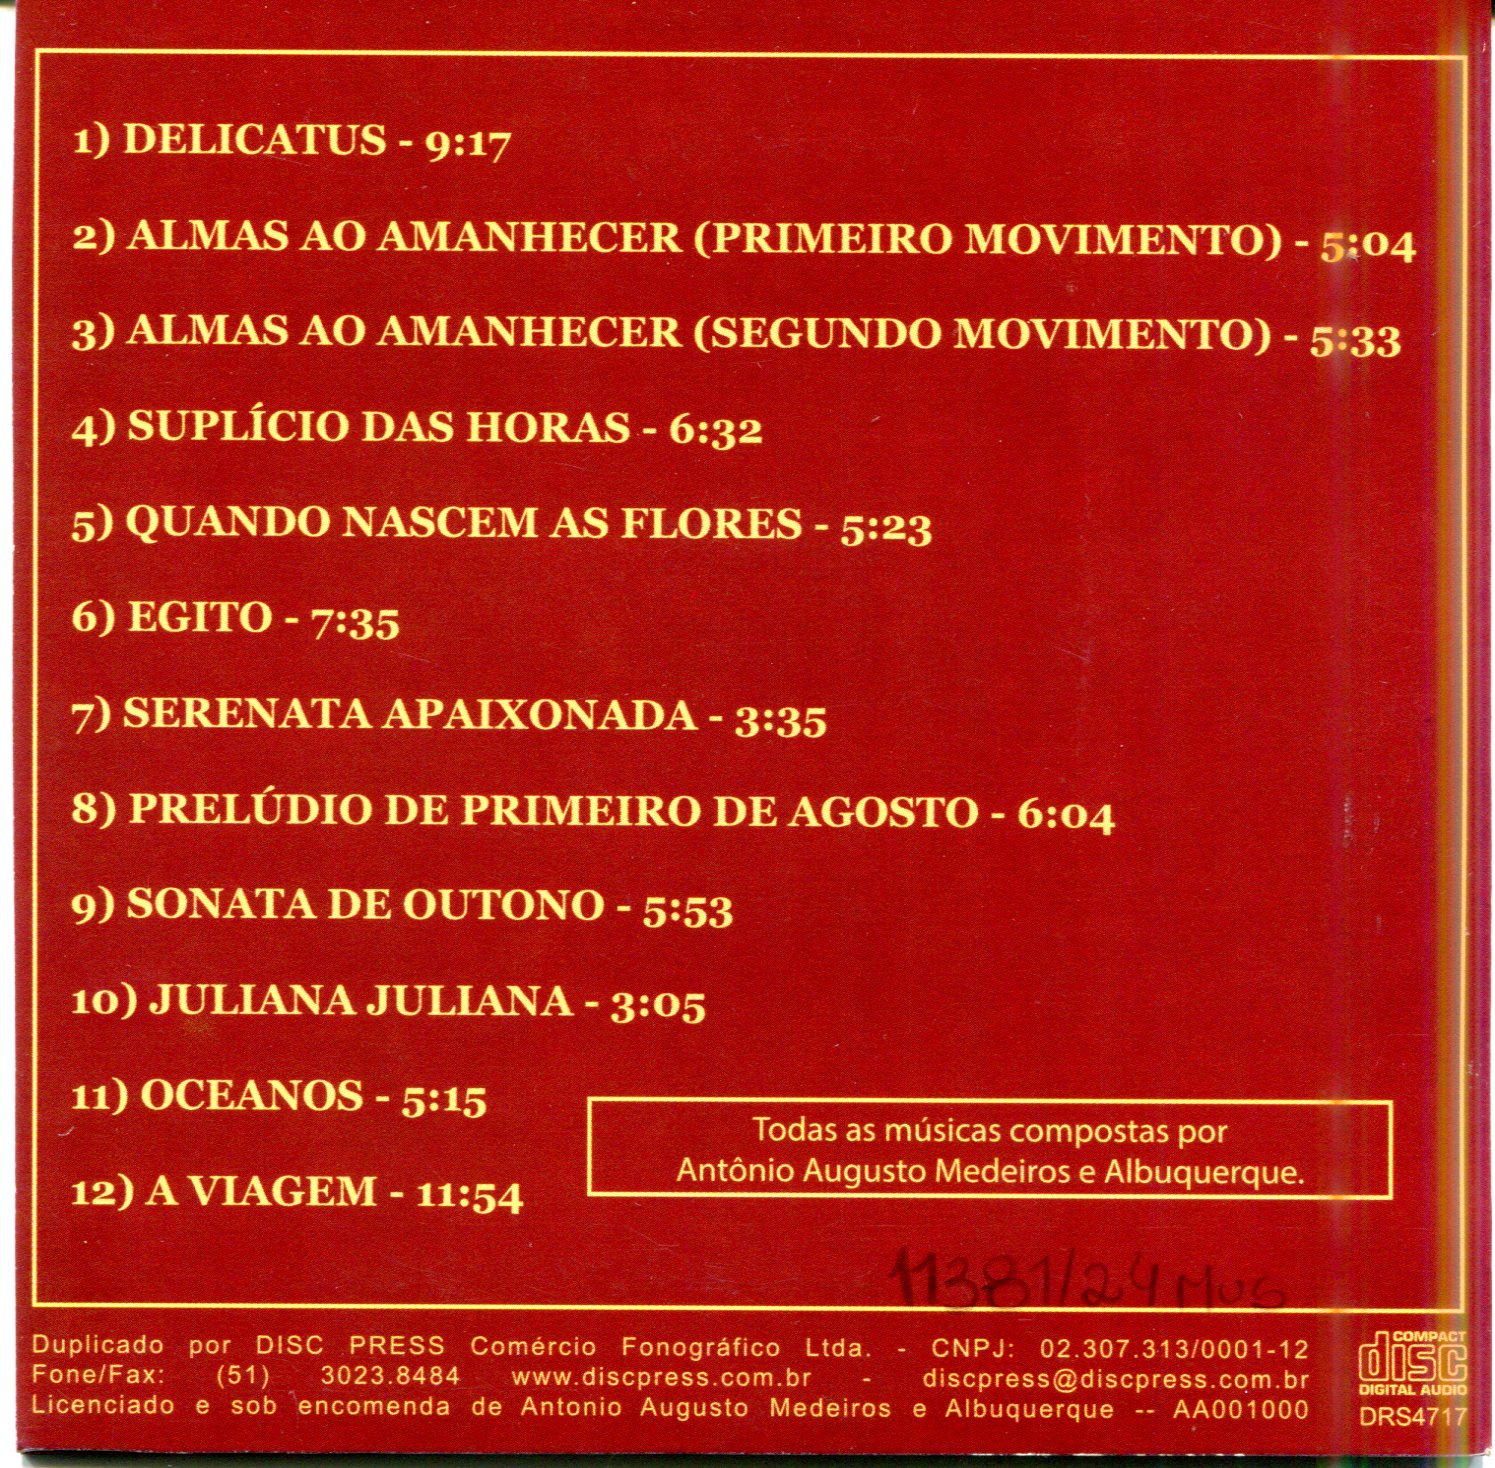 1) DELICATUS - 9:17
2) ALMAS AO AMANHECER (PRIMEIRO MOVIMENTO) - 5:04
3) ALMAS AO AMANHECER (SEGUNDO MOVIMENTO) - 5:33
4) SUPLÍCIO DAS HORAS - 6:32
5) QUANDO NASCEM AS FLORES - 5:23
6) EGITO - 7:35
7) SERENATA APAIXONADA - 3:35
8) PRELÚDIO DE PRIMEIRO DE AGOSTO - 6:04
9) SONATA DE OUTONO - 5:53
10) JULIANA JULIANA - 3:05
11) OCEANOS - 5:15
12) A VIAGEM - 11:54
Todas as músicas compostas por
Antônio Augusto Medeiros e Albuquerque.
11381/24 MUS
Duplicado por DISC PRESS Comércio Fonográfico Ltda. - CNPJ: 02.307.313/0001-12
Fone/Fax: (51) 3023.8484 www.discpress.com.br - discpress@discpress.com.br
Licenciado e sob encomenda de Antonio Augusto Medeiros e Albuquerque -- AA001000
COMPACT
disc
DIGITAL AUDIO
DRS4717